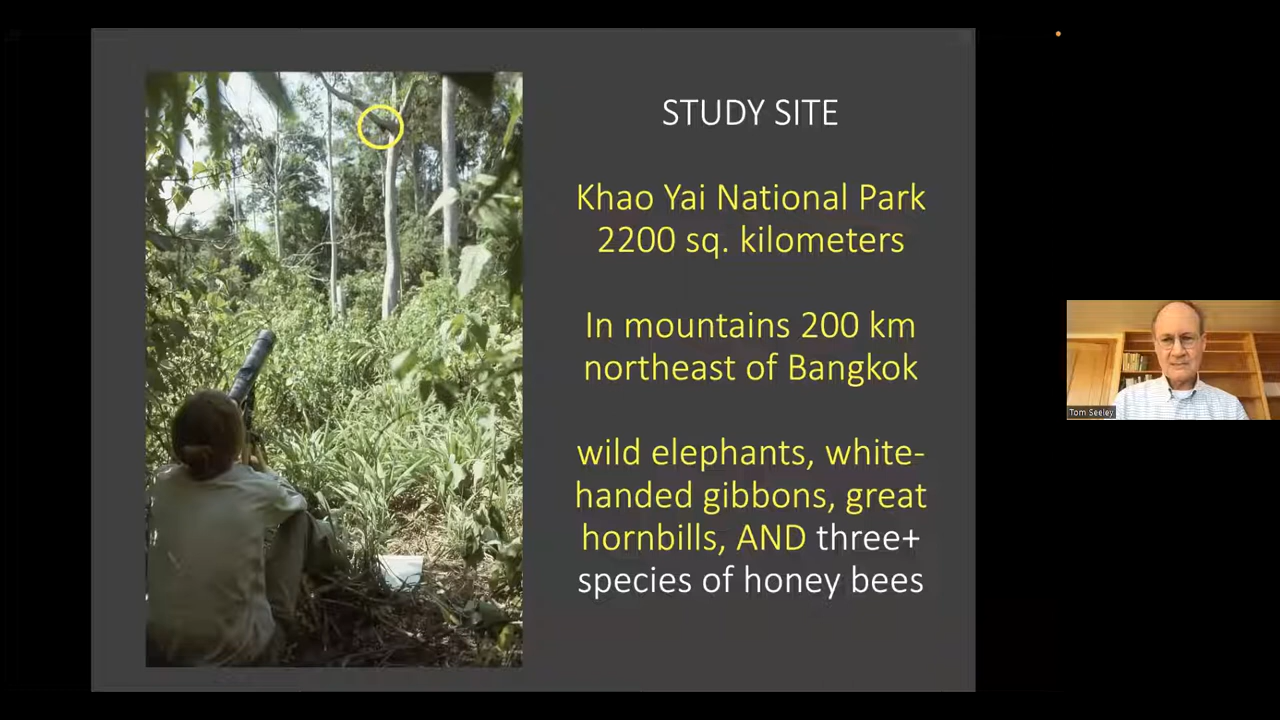 STUDY SITE
Khao Yai National Park
2200 sq. kilometers
In mountains 200 km
northeast of Bangkok
wild elephants, white-
handed gibbons, great
hornbills, AND three+
species of honey bees
Tom Seeley